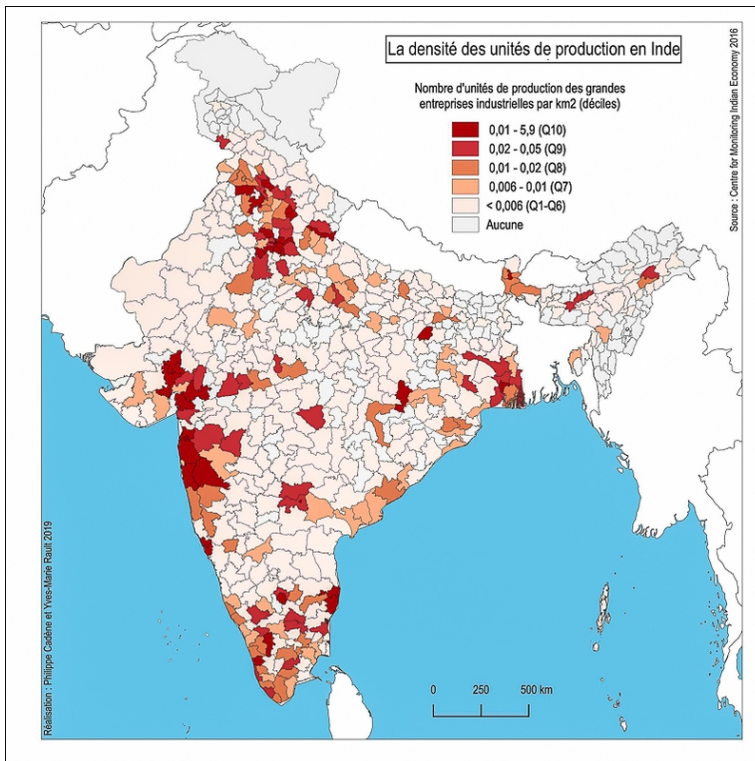 La densité des unités de production en Inde
Nombre d'unités de production des grandes
entreprises industrielles par km2 (déciles)
0,01 - 5,9 (Q10)
0,02 - 0,05 (Q9)
0,01 - 0,02 (Q8)
0,006 - 0,01 (Q7)
< 0,006 (Q1-Q6)
Aucune
Source : Centre for Monitoring Indian Economy 2016
Réalisation : Philippe Cadène et Yves-Marie Rault 2019
0 250 500 km